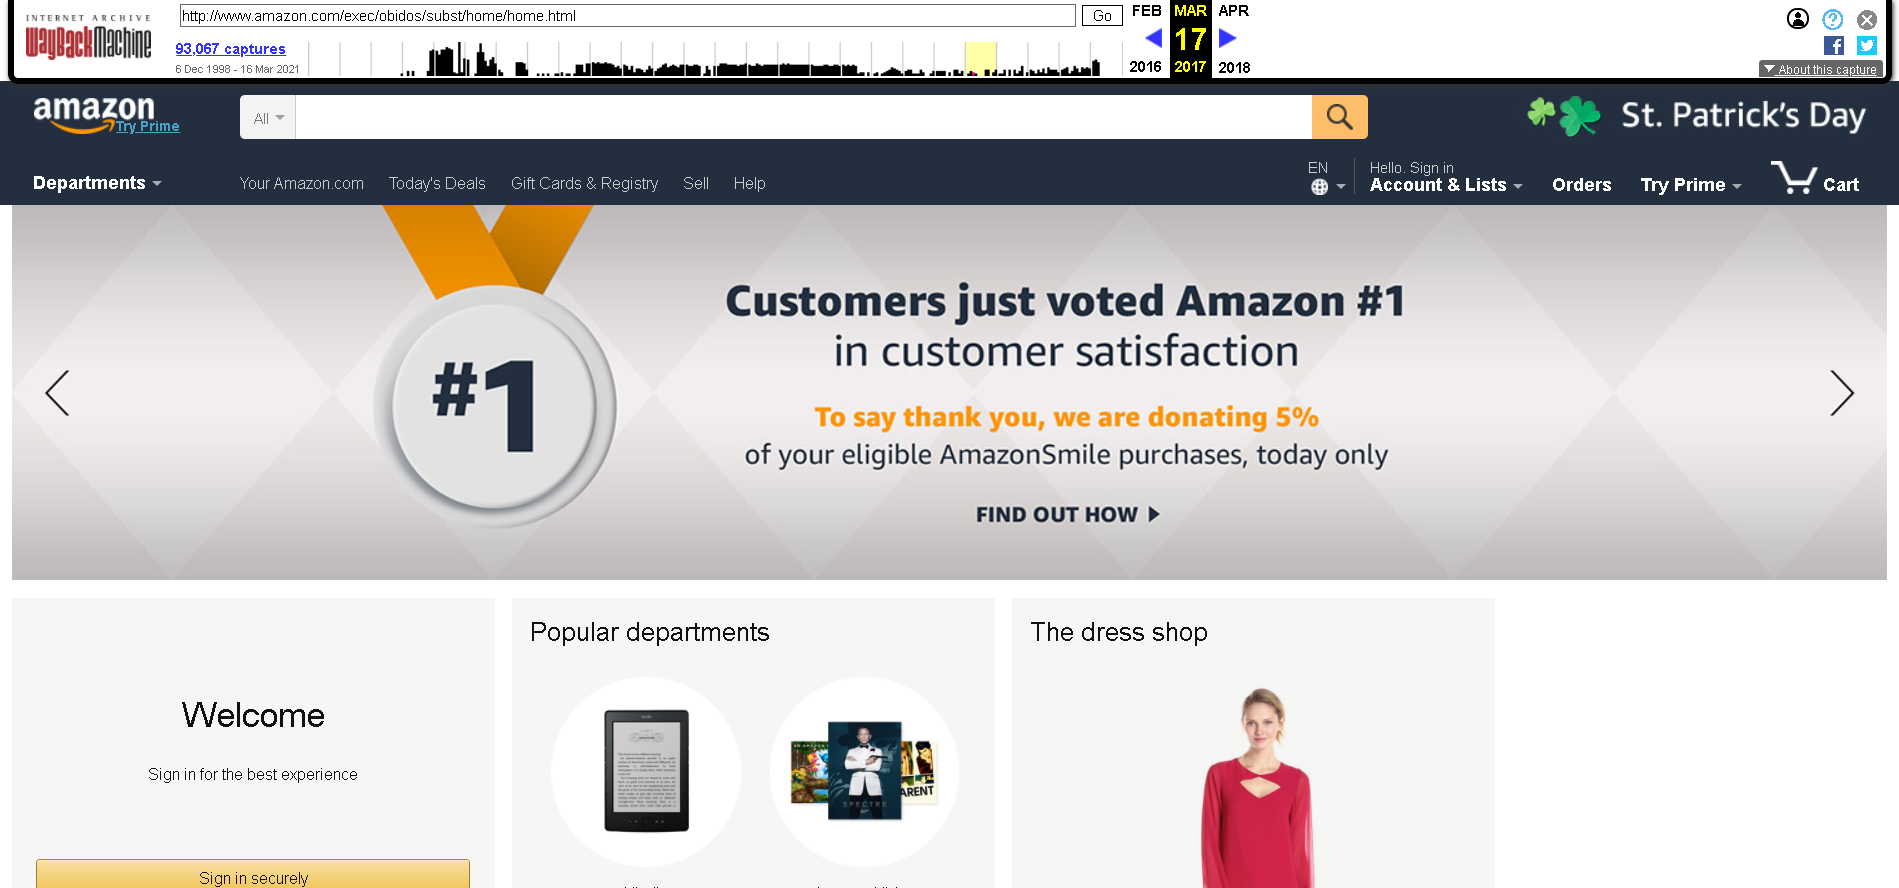 INTERNET ARCHIVE
WayBackMachine
http://www.amazon.com/exec/obidos/subst/home/home.html
Go
FEB MAR APR
17
2016 2017 2018
93,067 captures
6 Dec 1998 - 16 Mar 2021
About this capture
amazon
Try Prime
All
St. Patrick's Day
Departments
Your Amazon.com
Today's Deals
Gift Cards & Registry
Sell
Help
EN
Hello. Sign in
Account & Lists
Orders
Try Prime
Cart
#1
Customers just voted Amazon #1
in customer satisfaction
To say thank you, we are donating 5%
of your eligible AmazonSmile purchases, today only
FIND OUT HOW
Welcome
Sign in for the best experience
Sign in securely
Popular departments
kindle
SPECTRE
The dress shop